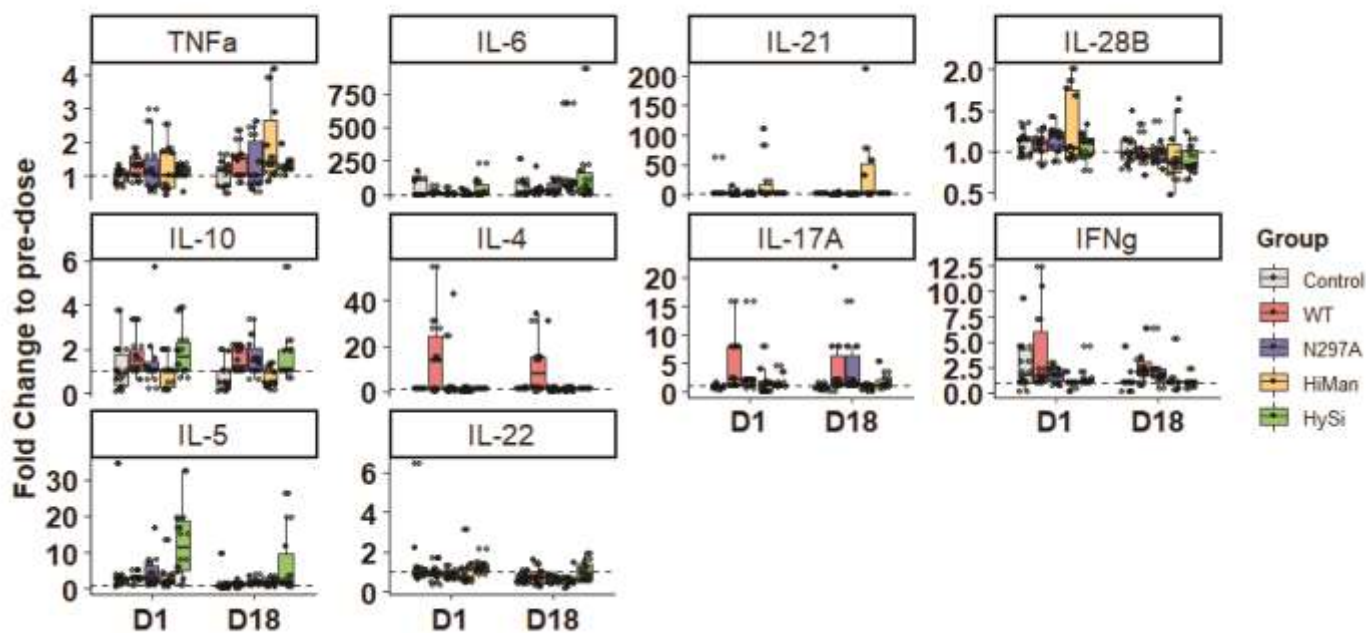 TNFa
IL-6
IL-21
IL-28B
4
3
2
1
750
500
250
0
200
150
100
50
0
2.0
1.5
1.0
0.5
IL-10
IL-4
IL-17A
IFNg
6
4
2
0
40
20
0
20
15
10
5
0
12.5
10.0
7.5
5.0
2.5
0.0
D1 D18
D1 D18
IL-5
IL-22
30
20
10
0
6
4
2
0
D1 D18
D1 D18
Fold Change to pre-dose
Group
Control
WT
N297A
HiMan
HySi